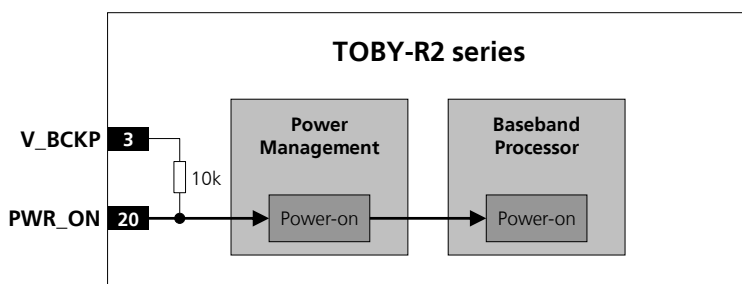 TOBY-R2 series
V_BCKP 3
Power
Management
Baseband
Processor
10k
PWR_ON 20
Power-on
Power-on